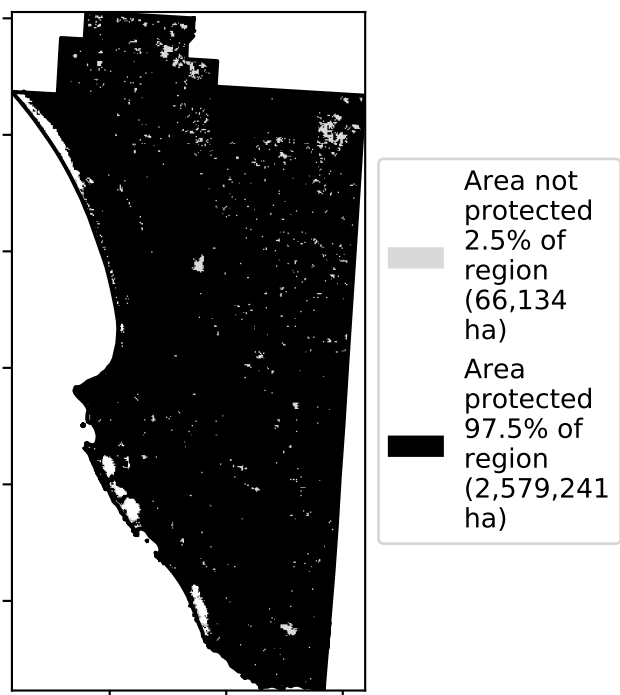 Area not
protected
2.5% of
region
(66,134
ha)
Area
protected
97.5% of
region
(2,579,241
ha)